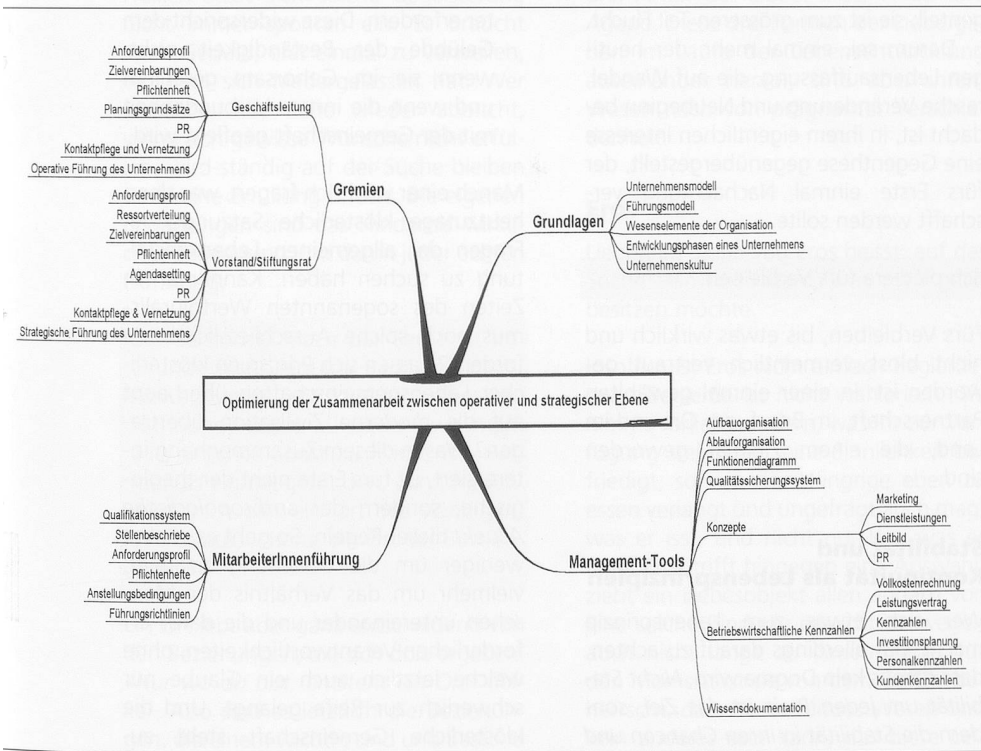 Anforderungsprofil
Zielvereinbarungen
Pflichtenheft
Planungsgrundsätze
PR
Kontaktpflege und Vernetzung
Operative Führung des Unternehmens
Geschäftsleitung
Anforderungsprofil
Ressortverteilung
Zielvereinbarungen
Pflichtenheft
Agendasetting
PR
Kontaktpflege & Vernetzung
Strategische Führung des Unternehmens
Vorstand/Stiftungsrat
Gremien
Grundlagen
Unternehmensmodell
Führungsmodell
Wesenselemente der Organisation
Entwicklungsphasen eines Unternehmens
Unternehmenskultur
Optimierung der Zusammenarbeit zwischen operativer und strategischer Ebene
Qualifikationssystem
Stellenbeschriebe
Anforderungsprofil
Pflichtenhefte
Anstellungsbedingungen
Führungsrichtlinien
MitarbeiterInnenführung
Management-Tools
Aufbauorganisation
Ablauforganisation
Funktionendiagramm
Qualitätssicherungssystem
Konzepte
Marketing
Dienstleistungen
Leitbild
PR
Betriebswirtschaftliche Kennzahlen
Vollkostenrechnung
Leistungsvertrag
Kennzahlen
Investitionsplanung
Personalkennzahlen
Kundenkennzahlen
Wissensdokumentation